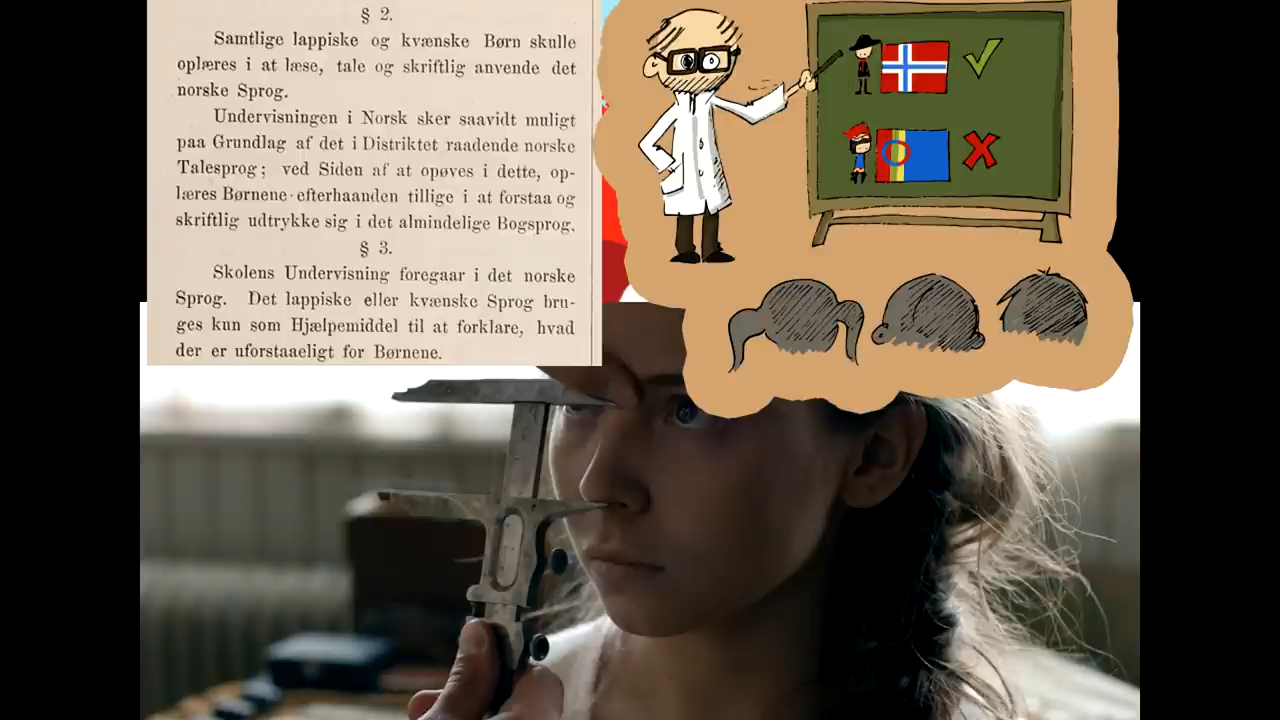 § 2.
Samtlige lappiske og kvænske Børn skulle
oplæres i at læse, tale og skriftlig anvende det
norske Sprog.
Undervisningen i Norsk sker saavidt muligt
paa Grundlag af det i Distriktet raadende norske
Talesprog; ved Siden af at opøves i dette, op-
læres Børnene efterhaanden tillige i at forstaa og
skriftlig udtrykke sig i det almindelige Bogsprog.
§ 3.
Skolens Undervisning foregaar i det norske
Sprog. Det lappiske eller kvænske Sprog bru-
ges kun som Hjælpemiddel til at forklare, hvad
der er uforstaaeligt for Børnene.